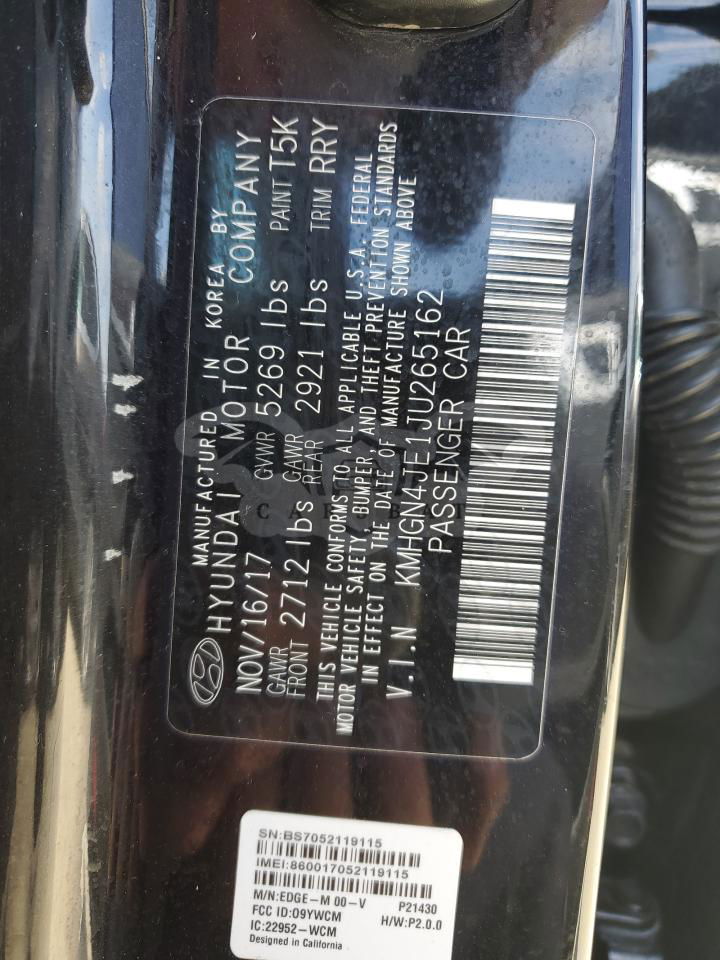 MANUFACTURED IN KOREA BY
HYUNDAI MOTOR COMPANY
NOV/16/17 GVWR 5269 lbs PAINT T5K
GAWR FRONT 2712 lbs GAWR REAR 2921 lbs TRIM RRY
THIS VEHICLE CONFORMS TO ALL APPLICABLE U.S.A. FEDERAL
MOTOR VEHICLE SAFETY, BUMPER, AND THEFT PREVENTION STANDARDS
IN EFFECT ON THE DATE OF MANUFACTURE SHOWN ABOVE
V.I.N KMHGN4JE1JU265162
PASSENGER CAR
SN:BS7052119115
IMEI:860017052119115
M/N:EDGE-M 00-V P21430
FCC ID:O9YWCM H/W:P2.0.0
IC:22952-WCM
Designed in California